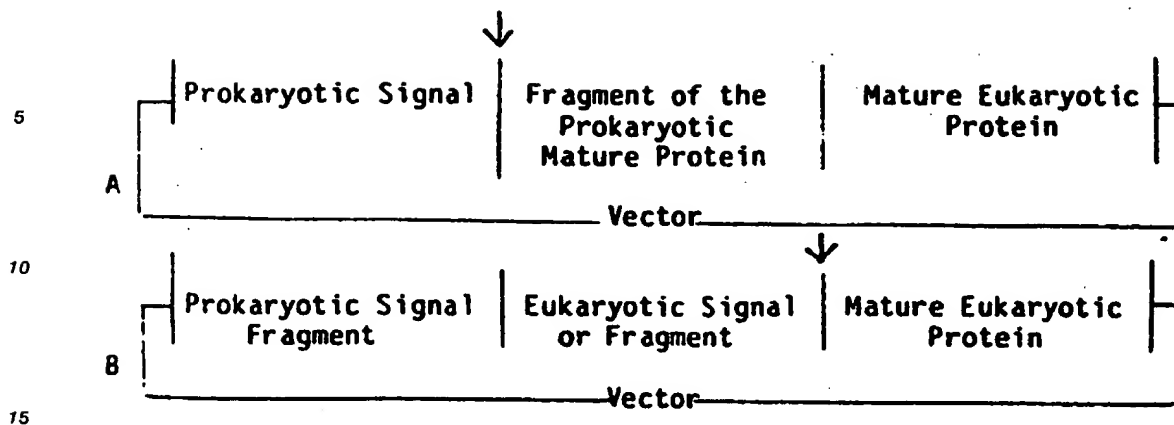 Prokaryotic Signal Fragment of the Mature Eukaryotic
5 Prokaryotic Protein
Mature Protein
A
Vector
10
Prokaryotic Signal Eukaryotic Signal Mature Eukaryotic
Fragment or Fragment Protein
B
Vector
15